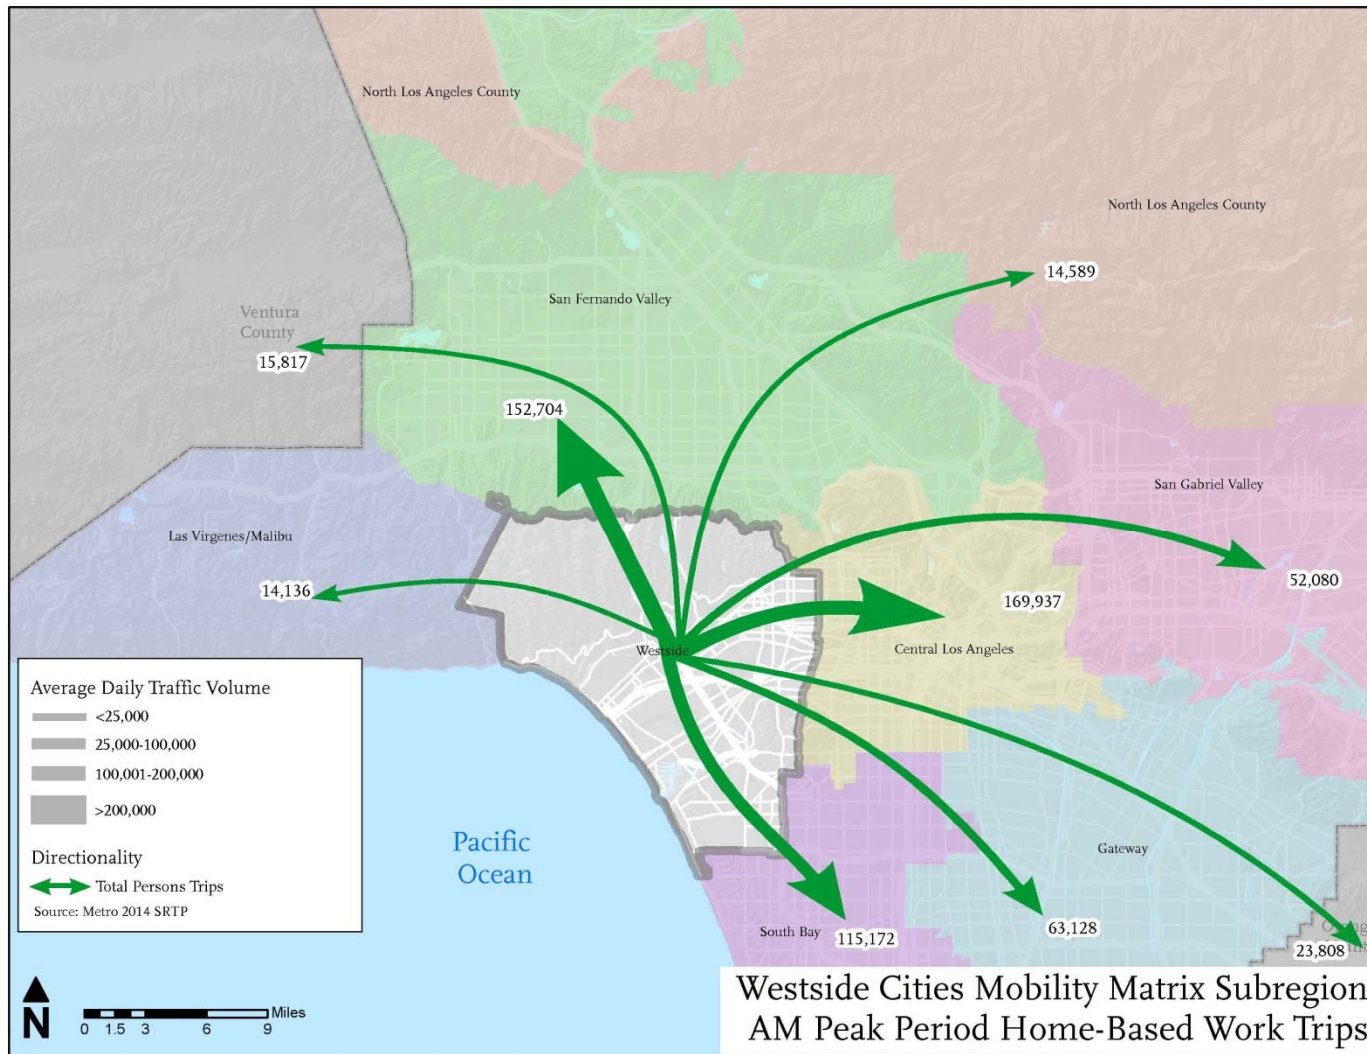 North Los Angeles County
North Los Angeles County
14,589
San Fernando Valley
Ventura
County
15,817
152,704
San Gabriel Valley
Las Virgenes/Malibu
14,136
52,080
169,937
Westside
Central Los Angeles
Average Daily Traffic Volume
<25,000
25,000-100,000
100,001-200,000
>200,000
Directionality
Total Persons Trips
Source: Metro 2014 SRTP
Pacific
Ocean
Gateway
South Bay
115,172
63,128
23,808
N
0 1.5 3 6 9 Miles
Westside Cities Mobility Matrix Subregion
AM Peak Period Home-Based Work Trips